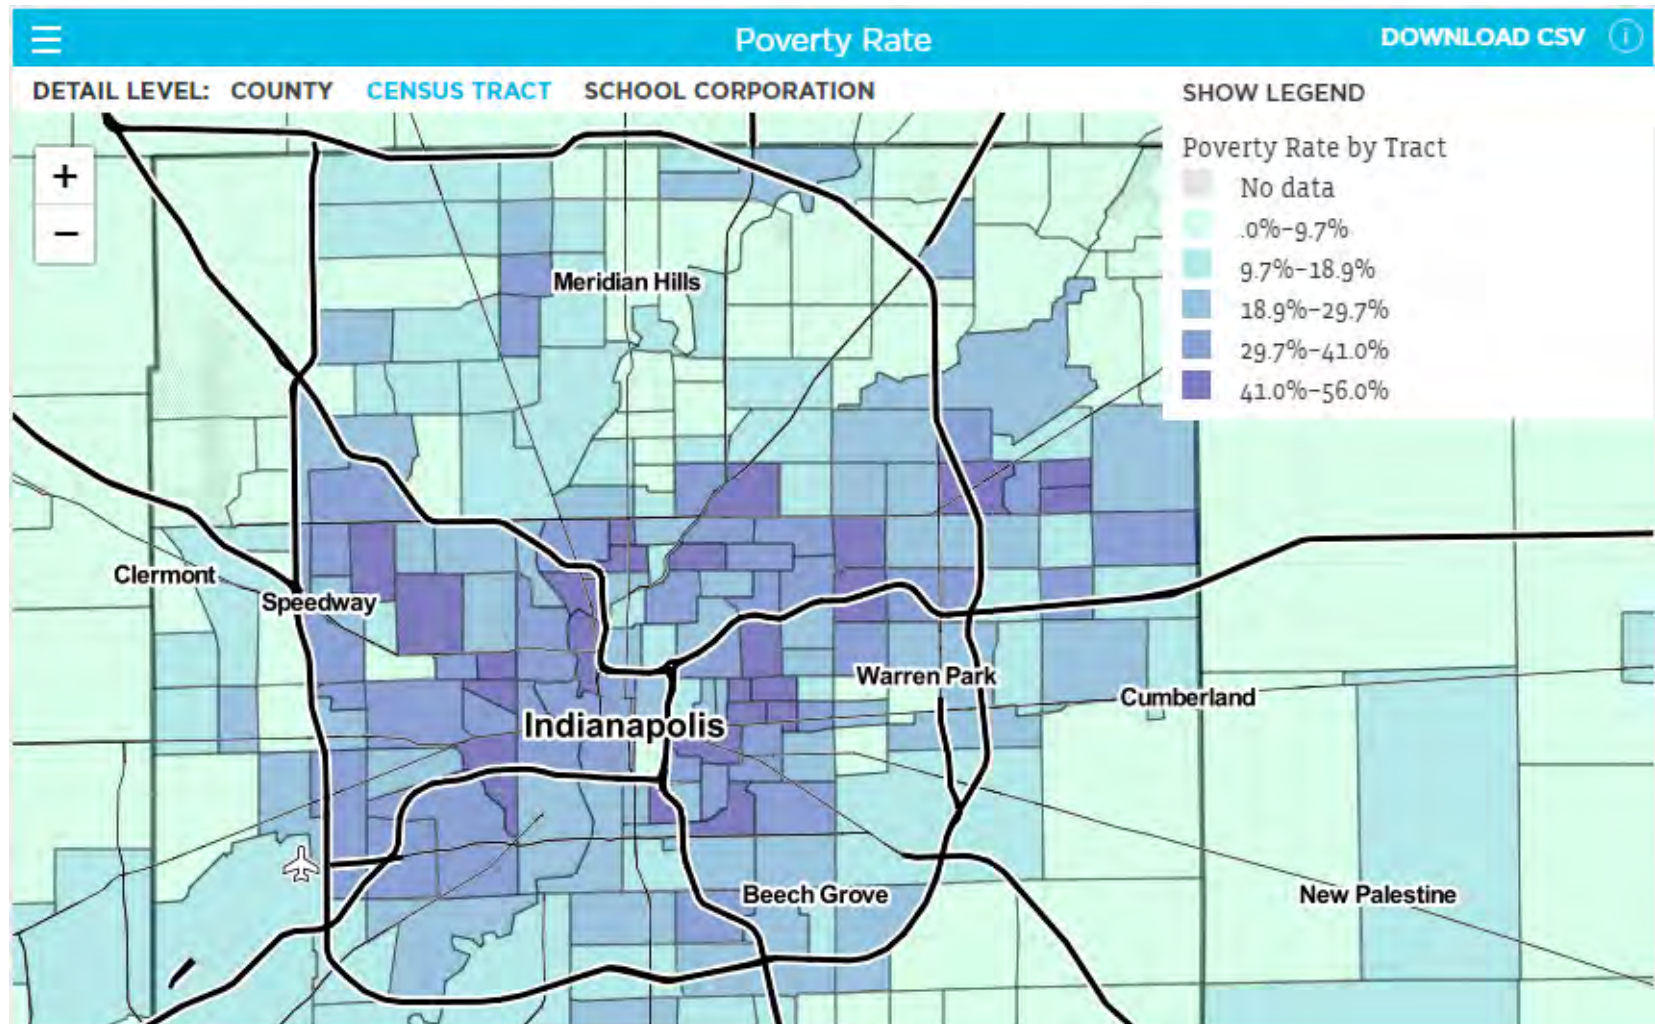 Poverty Rate
DOWNLOAD CSV
i
DETAIL LEVEL: COUNTY CENSUS TRACT SCHOOL CORPORATION
SHOW LEGEND
Poverty Rate by Tract
No data
.0%–9.7%
9.7%–18.9%
18.9%–29.7%
29.7%–41.0%
41.0%–56.0%
+
−
Meridian Hills
Clermont
Speedway
Warren Park
Cumberland
Indianapolis
Beech Grove
New Palestine